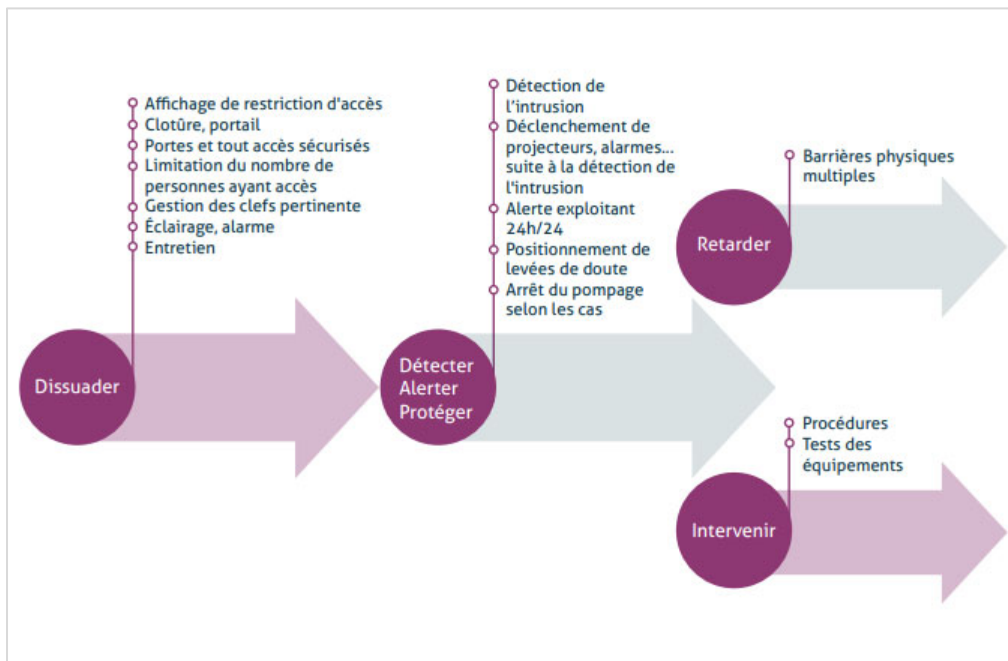 Affichage de restriction d'accès
Clotûre, portail
Portes et tout accès sécurisés
Limitation du nombre de
personnes ayant accès
Gestion des clefs pertinente
Éclairage, alarme
Entretien
Dissuader
Détection de
l'intrusion
Déclenchement de
projecteurs, alarmes...
suite à la détection de
l'intrusion
Alerte exploitant
24h/24
Positionnement de
levées de doute
Arrêt du pompage
selon les cas
Détecter
Alerter
Protéger
Barrières physiques
multiples
Retarder
Procédures
Tests des
équipements
Intervenir